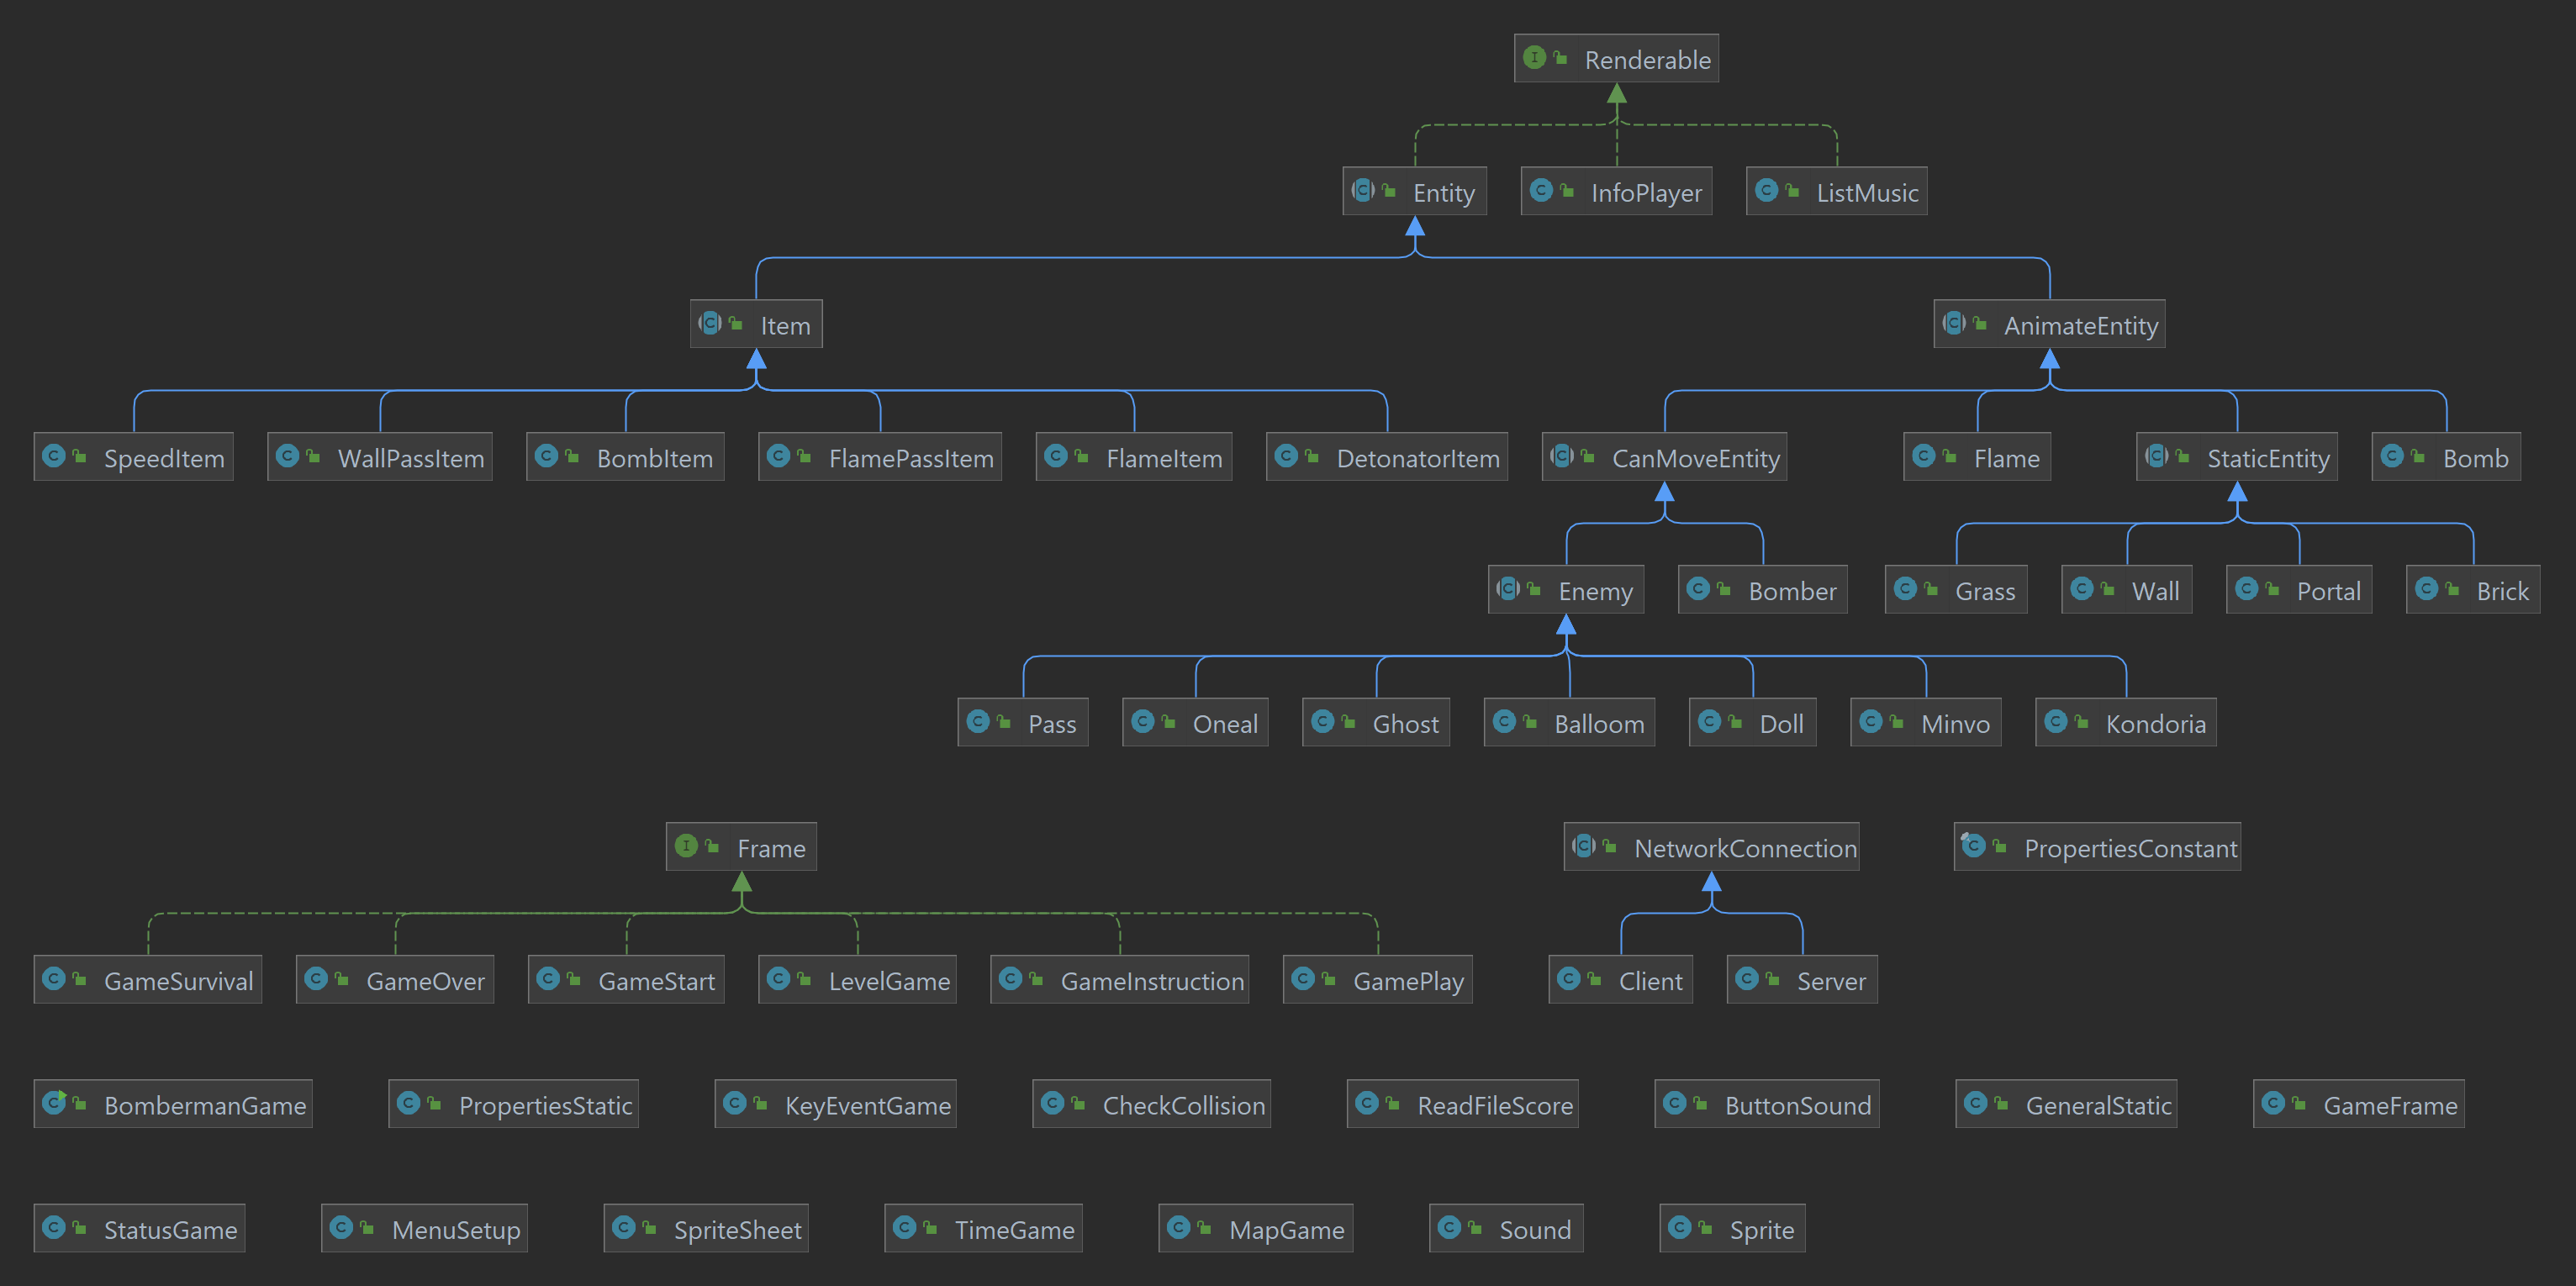 Renderable
Entity
InfoPlayer
ListMusic
Item
AnimateEntity
SpeedItem
WallPassItem
BombItem
FlamePassItem
FlameItem
DetonatorItem
CanMoveEntity
Flame
StaticEntity
Bomb
Enemy
Bomber
Grass
Wall
Portal
Brick
Pass
Oneal
Ghost
Balloom
Doll
Minvo
Kondoria
Frame
NetworkConnection
PropertiesConstant
GameSurvival
GameOver
GameStart
LevelGame
GameInstruction
GamePlay
Client
Server
BombermanGame
PropertiesStatic
KeyEventGame
CheckCollision
ReadFileScore
ButtonSound
GeneralStatic
GameFrame
StatusGame
MenuSetup
SpriteSheet
TimeGame
MapGame
Sound
Sprite